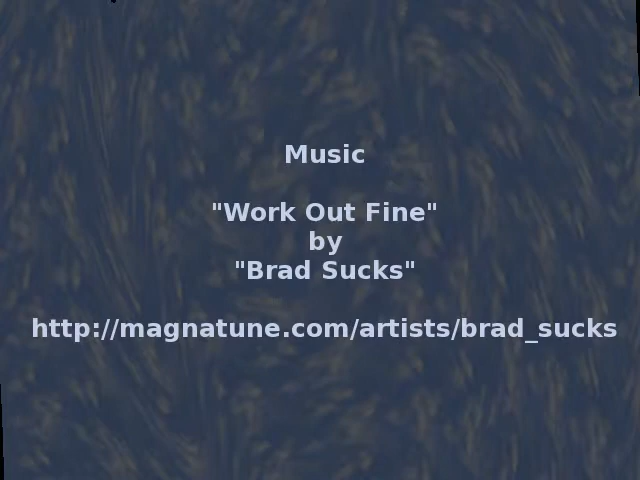 Music
"Work Out Fine"
by
"Brad Sucks"
http://magnatune.com/artists/brad_sucks